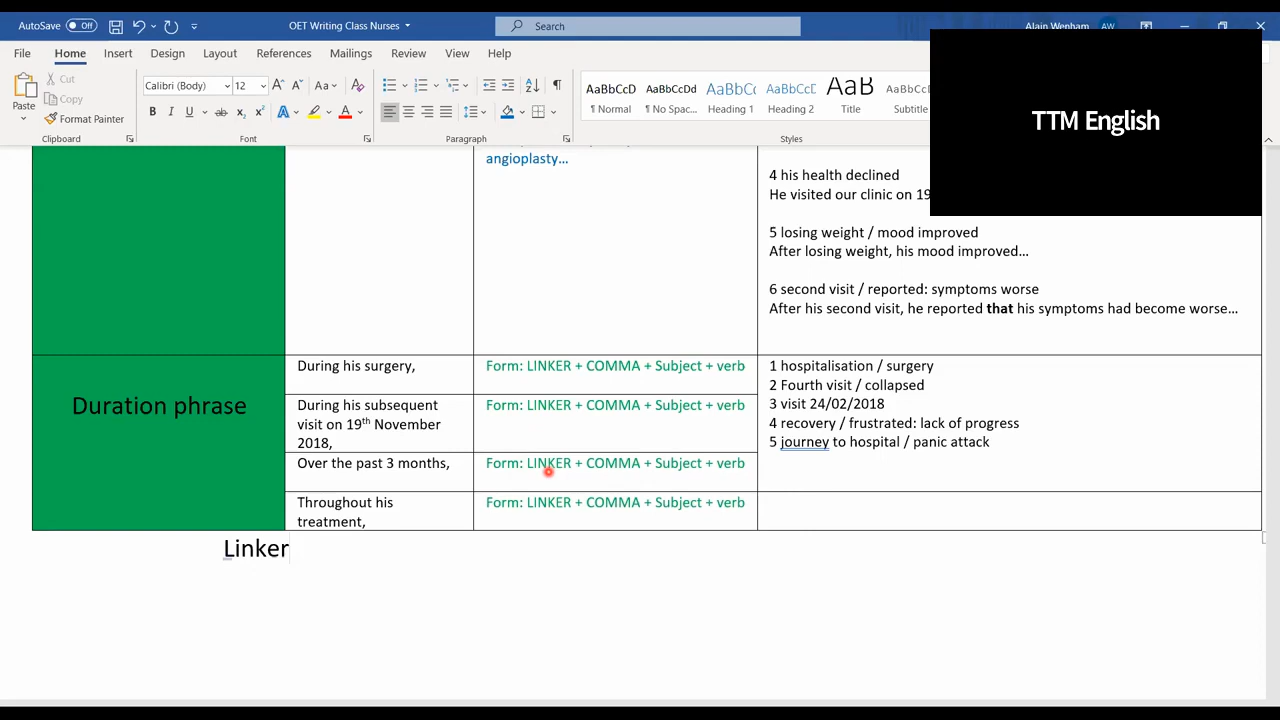 AutoSave Off OET Writing Class Nurses Search Alain Wenham AW
File Home Insert Draw Design Layout References Mailings Review View Help
TTM English
Paste Cut Copy Format Painter
Calibri (Body) 12 Aa
B I U ab x₂ x² A A
AaBbCcD AaBbCcDd AaBbCc AaBbCcD AaB AaBbCcD
¶ Normal ¶ No Spac... Heading 1 Heading 2 Title Subtitle
Clipboard Font Paragraph Styles
angioplasty…
4 his health declined
He visited our clinic on 19
5 losing weight / mood improved
After losing weight, his mood improved…
6 second visit / reported: symptoms worse
After his second visit, he reported that his symptoms had become worse…
Duration phrase
During his surgery,
Form: LINKER + COMMA + Subject + verb
During his subsequent
visit on 19th November
2018,
Form: LINKER + COMMA + Subject + verb
Over the past 3 months,
Form: LINKER + COMMA + Subject + verb
Throughout his
treatment,
Form: LINKER + COMMA + Subject + verb
1 hospitalisation / surgery
2 Fourth visit / collapsed
3 visit 24/02/2018
4 recovery / frustrated: lack of progress
5 journey to hospital / panic attack
Linker